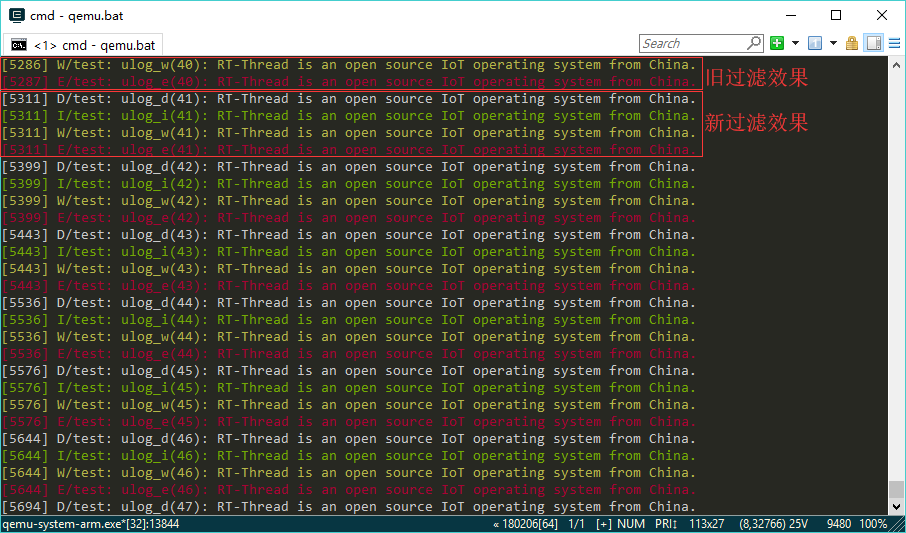 cmd - qemu.bat
<1> cmd - qemu.bat
Search
[5286] W/test: ulog_w(40): RT-Thread is an open source IoT operating system from China.
[5287] E/test: ulog_e(40): RT-Thread is an open source IoT operating system from China.
旧过滤效果
[5311] D/test: ulog_d(41): RT-Thread is an open source IoT operating system from China.
[5311] I/test: ulog_i(41): RT-Thread is an open source IoT operating system from China.
新过滤效果
[5311] W/test: ulog_w(41): RT-Thread is an open source IoT operating system from China.
[5311] E/test: ulog_e(41): RT-Thread is an open source IoT operating system from China.
[5399] D/test: ulog_d(42): RT-Thread is an open source IoT operating system from China.
[5399] I/test: ulog_i(42): RT-Thread is an open source IoT operating system from China.
[5399] W/test: ulog_w(42): RT-Thread is an open source IoT operating system from China.
[5399] E/test: ulog_e(42): RT-Thread is an open source IoT operating system from China.
[5443] D/test: ulog_d(43): RT-Thread is an open source IoT operating system from China.
[5443] I/test: ulog_i(43): RT-Thread is an open source IoT operating system from China.
[5443] W/test: ulog_w(43): RT-Thread is an open source IoT operating system from China.
[5443] E/test: ulog_e(43): RT-Thread is an open source IoT operating system from China.
[5536] D/test: ulog_d(44): RT-Thread is an open source IoT operating system from China.
[5536] I/test: ulog_i(44): RT-Thread is an open source IoT operating system from China.
[5536] W/test: ulog_w(44): RT-Thread is an open source IoT operating system from China.
[5536] E/test: ulog_e(44): RT-Thread is an open source IoT operating system from China.
[5576] D/test: ulog_d(45): RT-Thread is an open source IoT operating system from China.
[5576] I/test: ulog_i(45): RT-Thread is an open source IoT operating system from China.
[5576] W/test: ulog_w(45): RT-Thread is an open source IoT operating system from China.
[5576] E/test: ulog_e(45): RT-Thread is an open source IoT operating system from China.
[5644] D/test: ulog_d(46): RT-Thread is an open source IoT operating system from China.
[5644] I/test: ulog_i(46): RT-Thread is an open source IoT operating system from China.
[5644] W/test: ulog_w(46): RT-Thread is an open source IoT operating system from China.
[5644] E/test: ulog_e(46): RT-Thread is an open source IoT operating system from China.
[5694] D/test: ulog_d(47): RT-Thread is an open source IoT operating system from China.
qemu-system-arm.exe*[32]:13844 « 180206[64] 1/1 [+] NUM PRI↕ 113x27 (8,32766) 25V 9480 100%